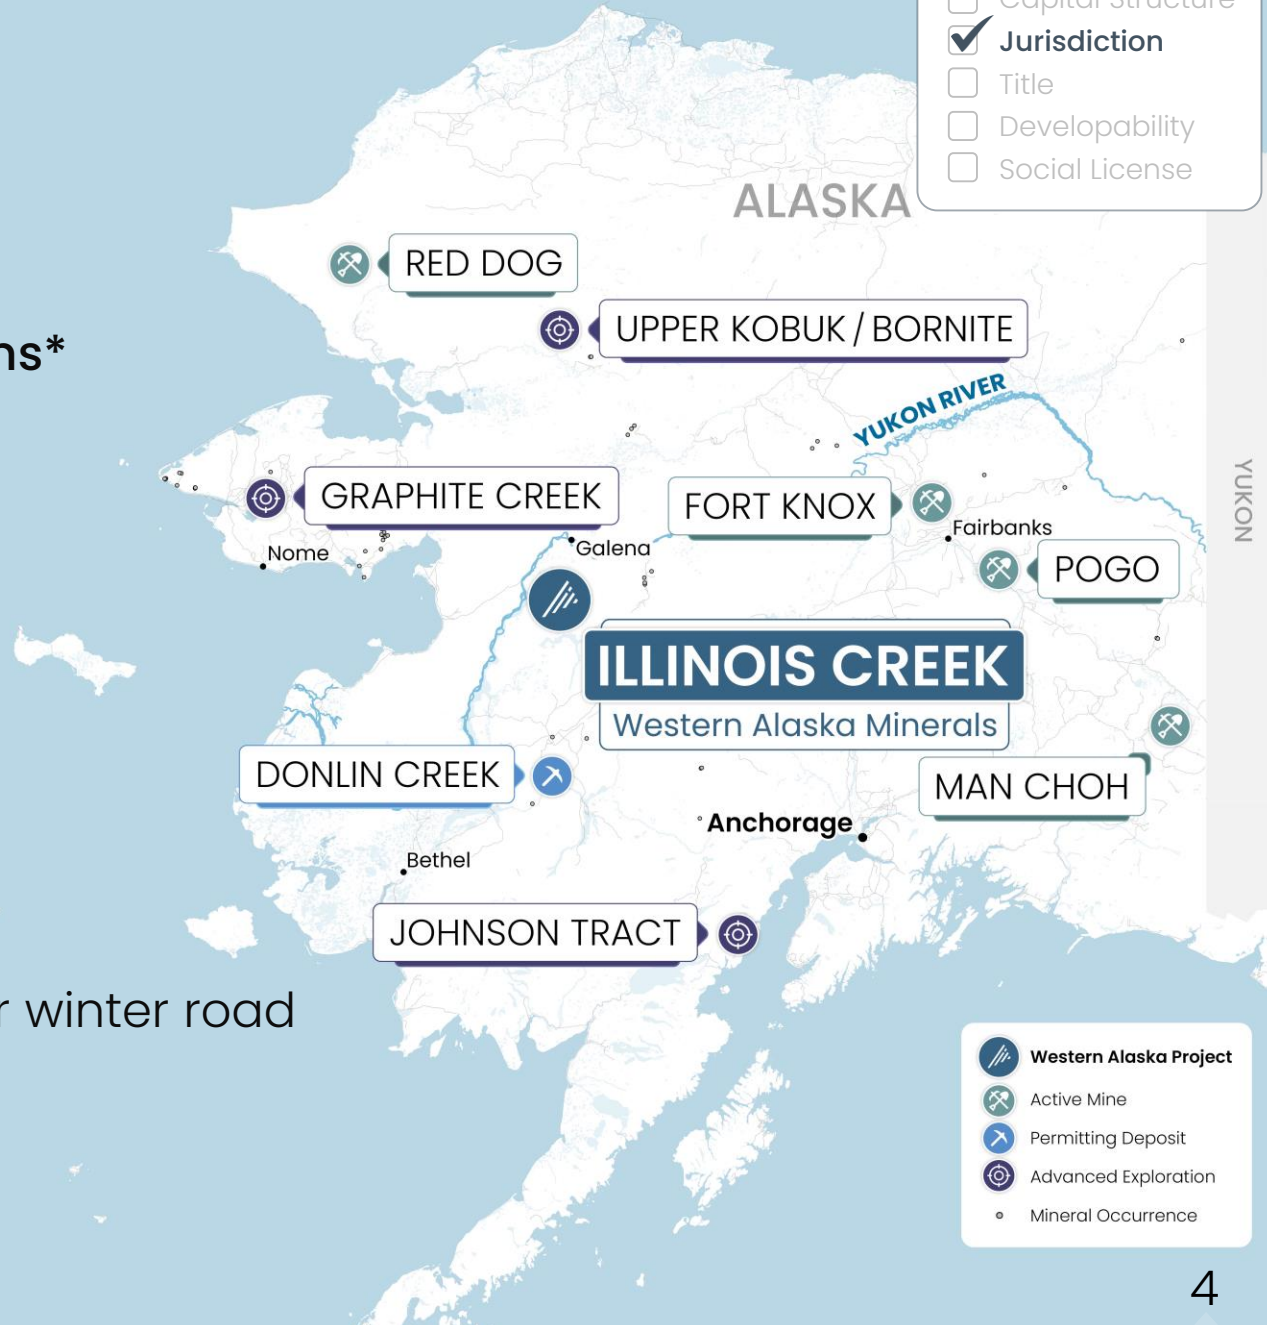 Capital Structure
Jurisdiction
Title
Developability
Social License
ALASKA
RED DOG
UPPER KOBUK / BORNITE
ns*
YUKON RIVER
YUKON
GRAPHITE CREEK
FORT KNOX
Fairbanks
Nome
Galena
POGO
ILLINOIS CREEK
Western Alaska Minerals
DONLIN CREEK
MAN CHOH
Anchorage
Bethel
JOHNSON TRACT
r winter road
Western Alaska Project
Active Mine
Permitting Deposit
Advanced Exploration
Mineral Occurrence
4